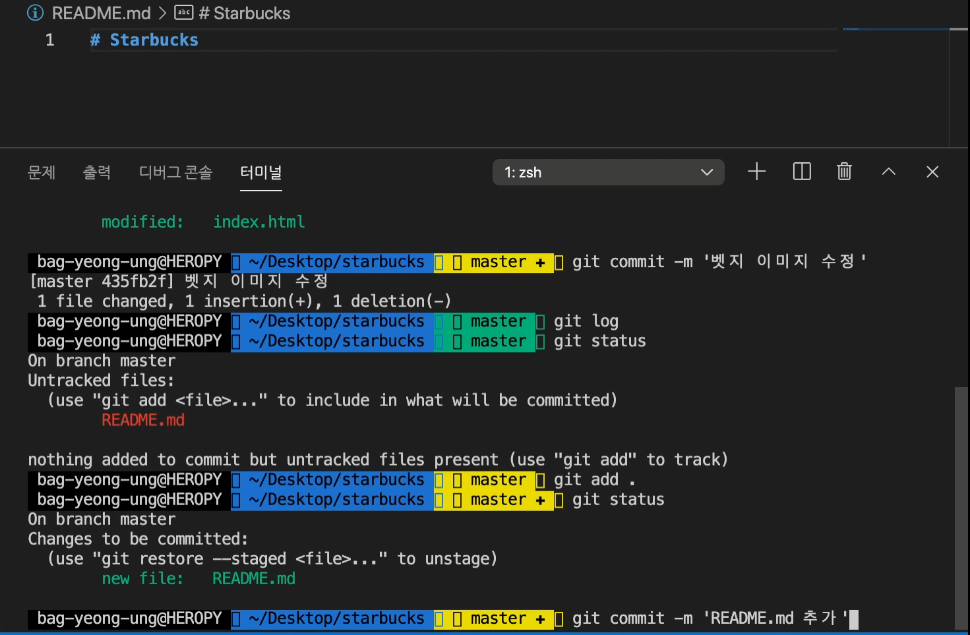 README.md > # Starbucks
1 # Starbucks
문제 출력 디버그 콘솔 터미널 1: zsh
modified: index.html
bag-yeong-ung@HEROPY ~/Desktop/starbucks master + git commit -m '벳지 이미지 수정'
[master 435fb2f] 벳지 이미지 수정
1 file changed, 1 insertion(+), 1 deletion(-)
bag-yeong-ung@HEROPY ~/Desktop/starbucks master git log
bag-yeong-ung@HEROPY ~/Desktop/starbucks master git status
On branch master
Untracked files:
(use "git add <file>..." to include in what will be committed)
README.md
nothing added to commit but untracked files present (use "git add" to track)
bag-yeong-ung@HEROPY ~/Desktop/starbucks master git add .
bag-yeong-ung@HEROPY ~/Desktop/starbucks master + git status
On branch master
Changes to be committed:
(use "git restore --staged <file>..." to unstage)
new file: README.md
bag-yeong-ung@HEROPY ~/Desktop/starbucks master + git commit -m 'README.md 추가'